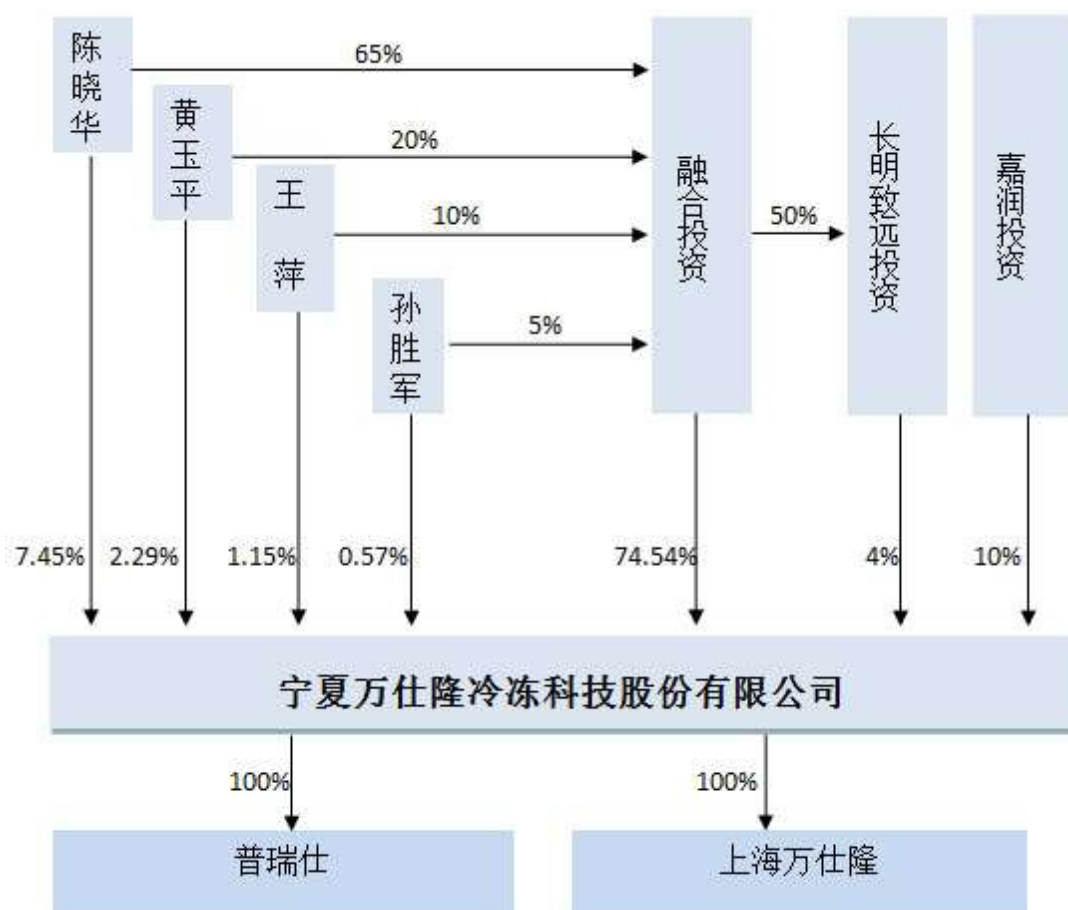 陈晓华
65%
黄玉平
20%
王萍
10%
孙胜军
5%
融合投资
50%
长明致远投资
嘉润投资
7.45%
2.29%
1.15%
0.57%
74.54%
4%
10%
宁夏万仕隆冷冻科技股份有限公司
100%
100%
普瑞仕
上海万仕隆